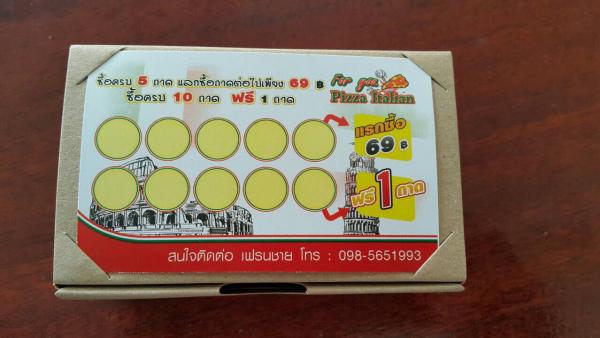 ซื้อครบ 5 ถาด แลกซื้อถาดต่อไปเพียง 69 ฿
ซื้อครบ 10 ถาด ฟรี 1 ถาด
For you
Pizza Italian
แรกซื้อ
69 ฿
ฟรี 1 ถาด
สนใจติดต่อ เฟรนชาย โทร : 098-5651993